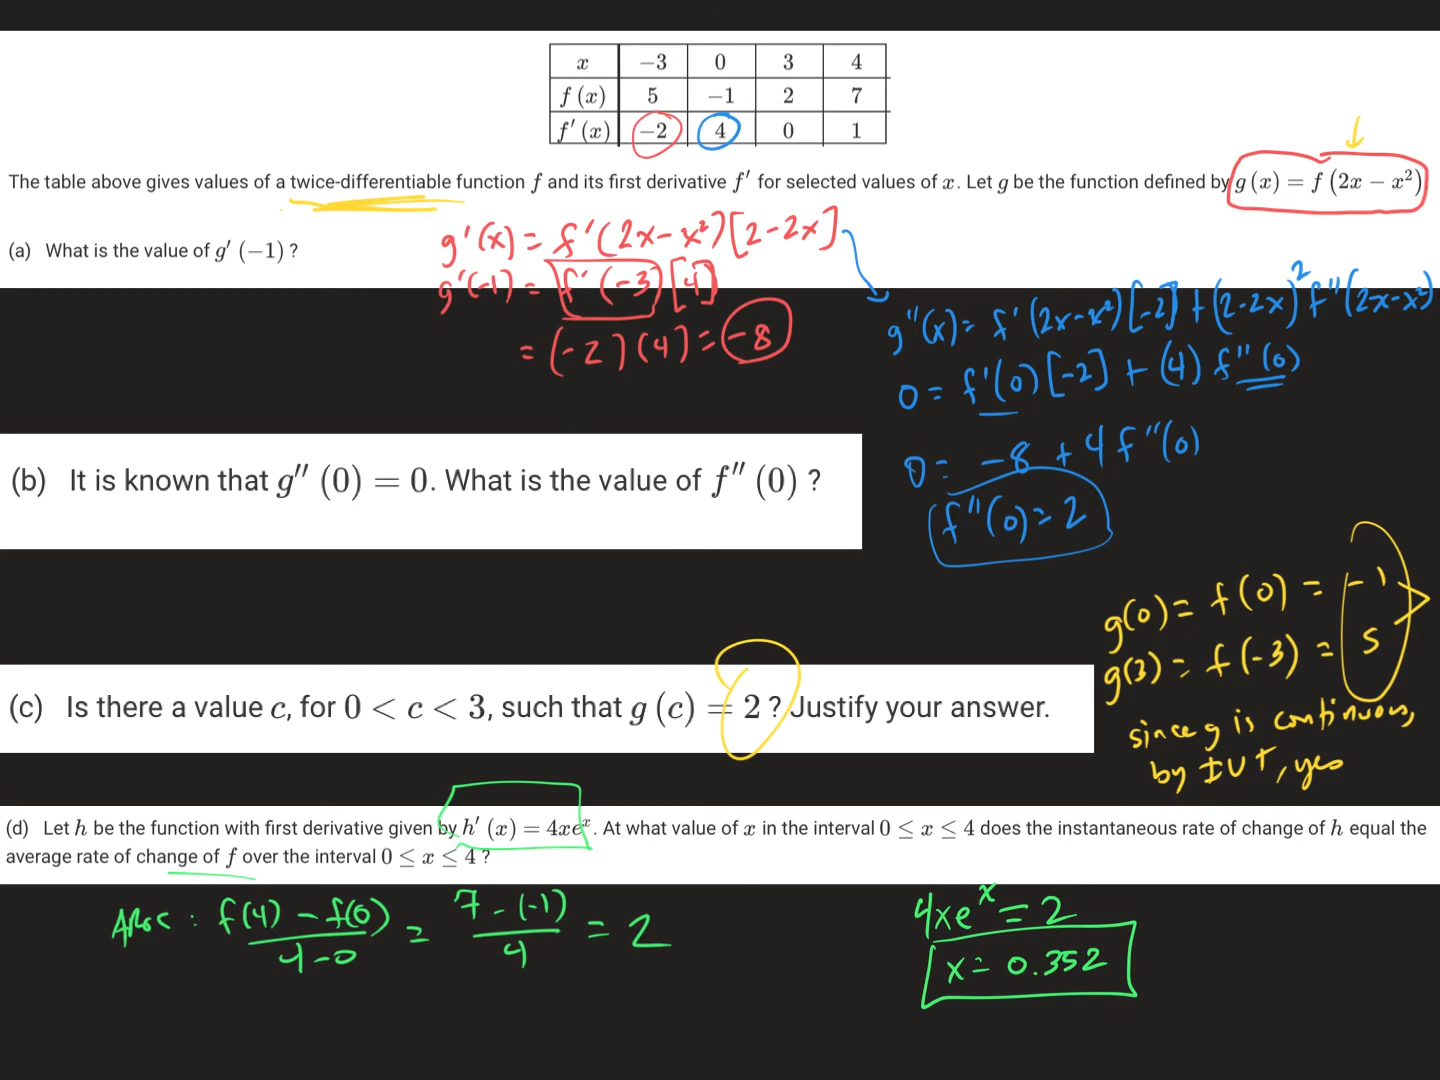 x −3 0 3 4
f (x) 5 −1 2 7
f′ (x) −2 4 0 1
The table above gives values of a twice-differentiable function f and its first derivative f′ for selected values of x. Let g be the function defined by g (x) = f (2x − x²)
(a) What is the value of g′ (−1) ?
g'(x) = f'(2x-x²)[2-2x]
g'(-1) = f'(-3)[4]
= (-2)(4) = -8
g''(x) = f'(2x-x²)[-2] + (2-2x)² f''(2x-x²)
0 = f'(0)[-2] + (4) f''(0)
0 = -8 + 4f''(0)
f''(0) = 2
(b) It is known that g″ (0) = 0. What is the value of f″ (0) ?
g(0) = f(0) = -1
g(3) = f(-3) = 5
since g is continuous,
by IVT, yes
(c) Is there a value c, for 0 < c < 3, such that g (c) = 2 ? Justify your answer.
(d) Let h be the function with first derivative given by h′ (x) = 4xeˣ. At what value of x in the interval 0 ≤ x ≤ 4 does the instantaneous rate of change of h equal the
average rate of change of f over the interval 0 ≤ x ≤ 4 ?
ARoC : f(4) - f(0) / 4-0 = 7 - (-1) / 4 = 2
4xeˣ = 2
x = 0.352